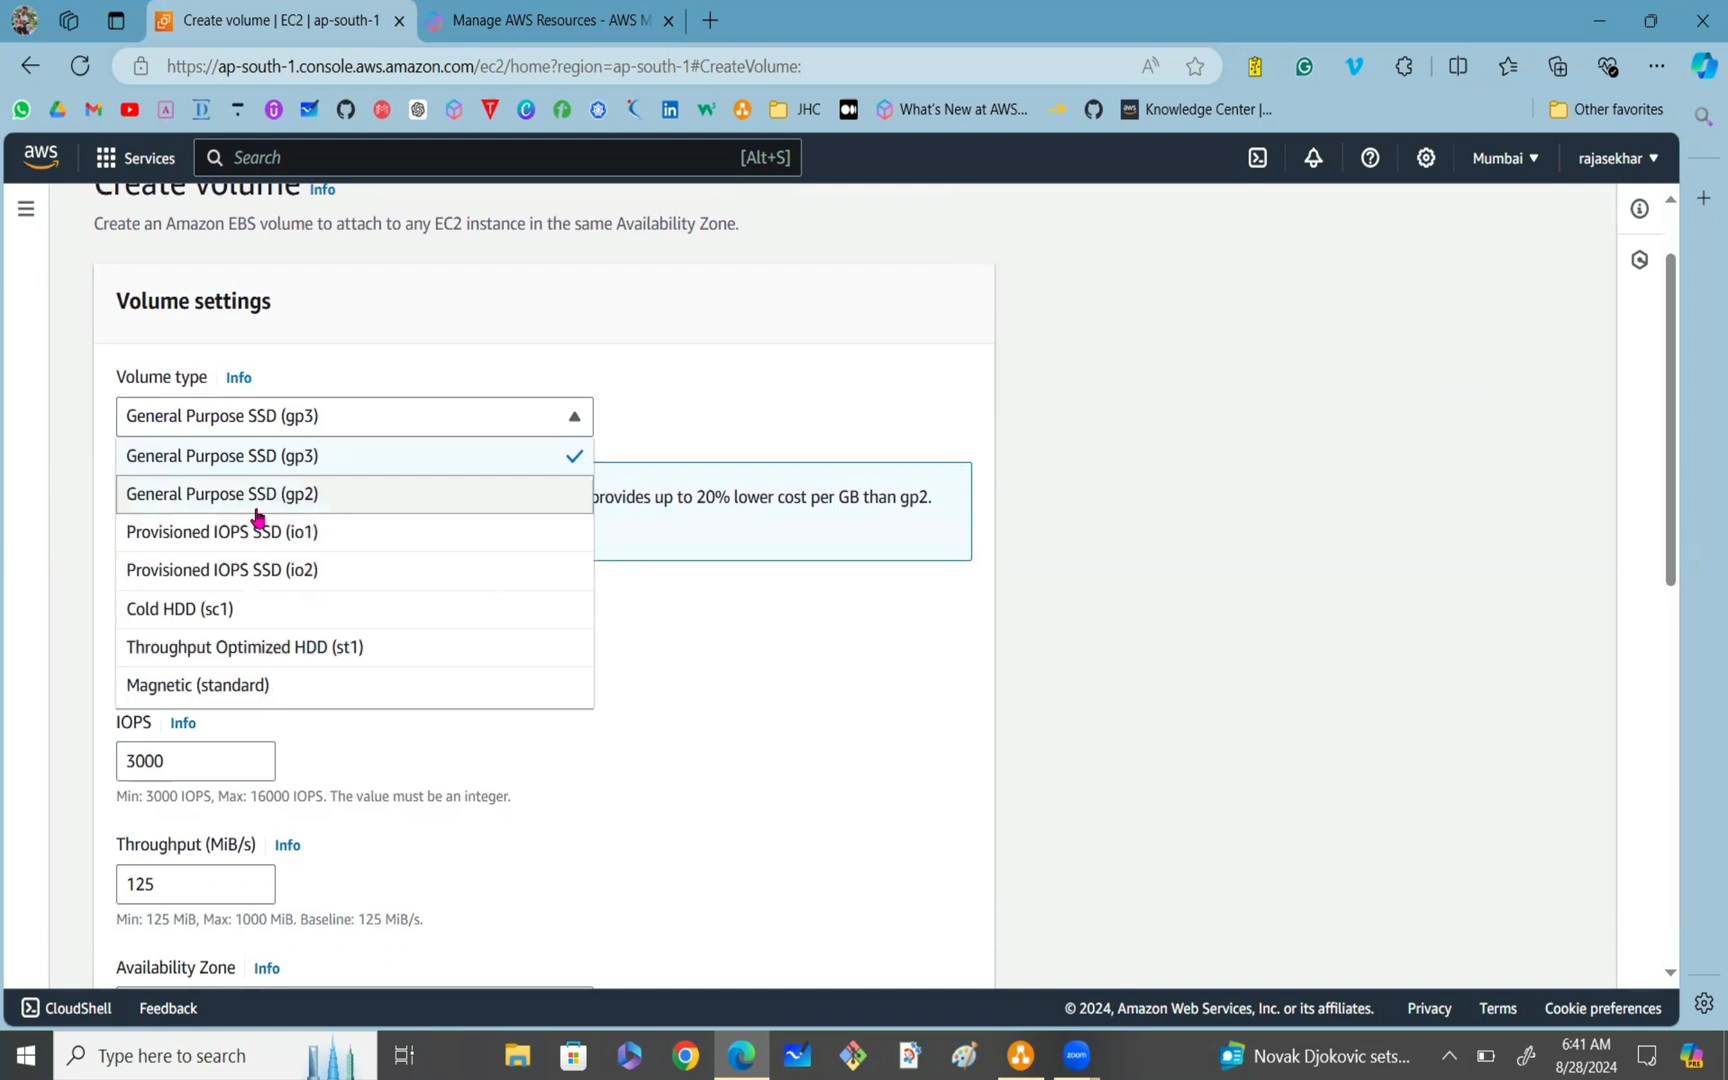 Create volume | EC2 | ap-south-1
Manage AWS Resources - AWS M
https://ap-south-1.console.aws.amazon.com/ec2/home?region=ap-south-1#CreateVolume:
JHC
What's New at AWS...
Knowledge Center |...
Other favorites
aws
Services
Search
[Alt+S]
Mumbai
rajasekhar
Create volume Info
Create an Amazon EBS volume to attach to any EC2 instance in the same Availability Zone.
Volume settings
Volume type Info
General Purpose SSD (gp3)
General Purpose SSD (gp3)
General Purpose SSD (gp2)
provides up to 20% lower cost per GB than gp2.
Provisioned IOPS SSD (io1)
Provisioned IOPS SSD (io2)
Cold HDD (sc1)
Throughput Optimized HDD (st1)
Magnetic (standard)
IOPS Info
3000
Min: 3000 IOPS, Max: 16000 IOPS. The value must be an integer.
Throughput (MiB/s) Info
125
Min: 125 MiB, Max: 1000 MiB. Baseline: 125 MiB/s.
Availability Zone Info
CloudShell
Feedback
© 2024, Amazon Web Services, Inc. or its affiliates.
Privacy
Terms
Cookie preferences
Type here to search
zoom
Novak Djokovic sets...
6:41 AM
8/28/2024